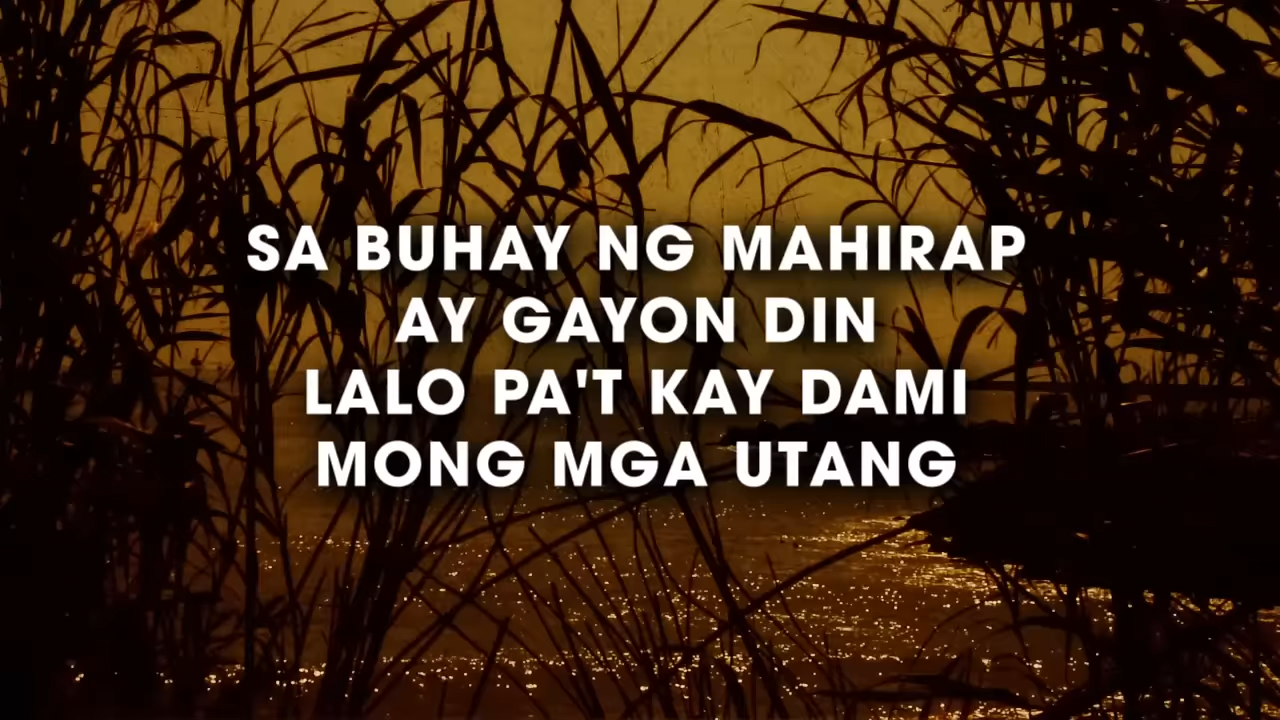 SA BUHAY NG MAHIRAP
AY GAYON DIN
LALO PA'T KAY DAMI
MONG MGA UTANG